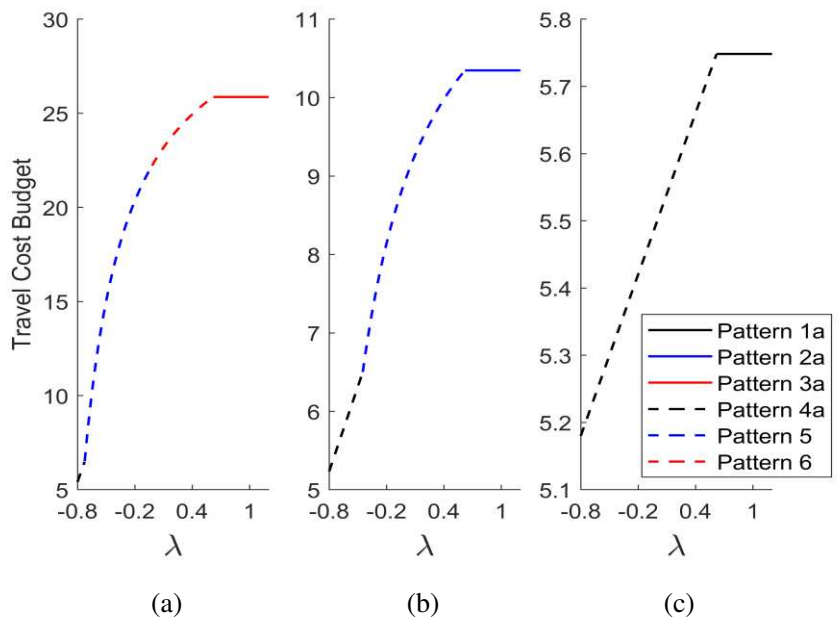 Travel Cost Budget
30
25
20
15
10
5
-0.8 -0.2 0.4 1
λ
(a)
11
10
9
8
7
6
5
-0.8 -0.2 0.4 1
λ
(b)
5.8
5.7
5.6
5.5
5.4
5.3
5.2
5.1
-0.8 -0.2 0.4 1
λ
(c)
Pattern 1a
Pattern 2a
Pattern 3a
Pattern 4a
Pattern 5
Pattern 6